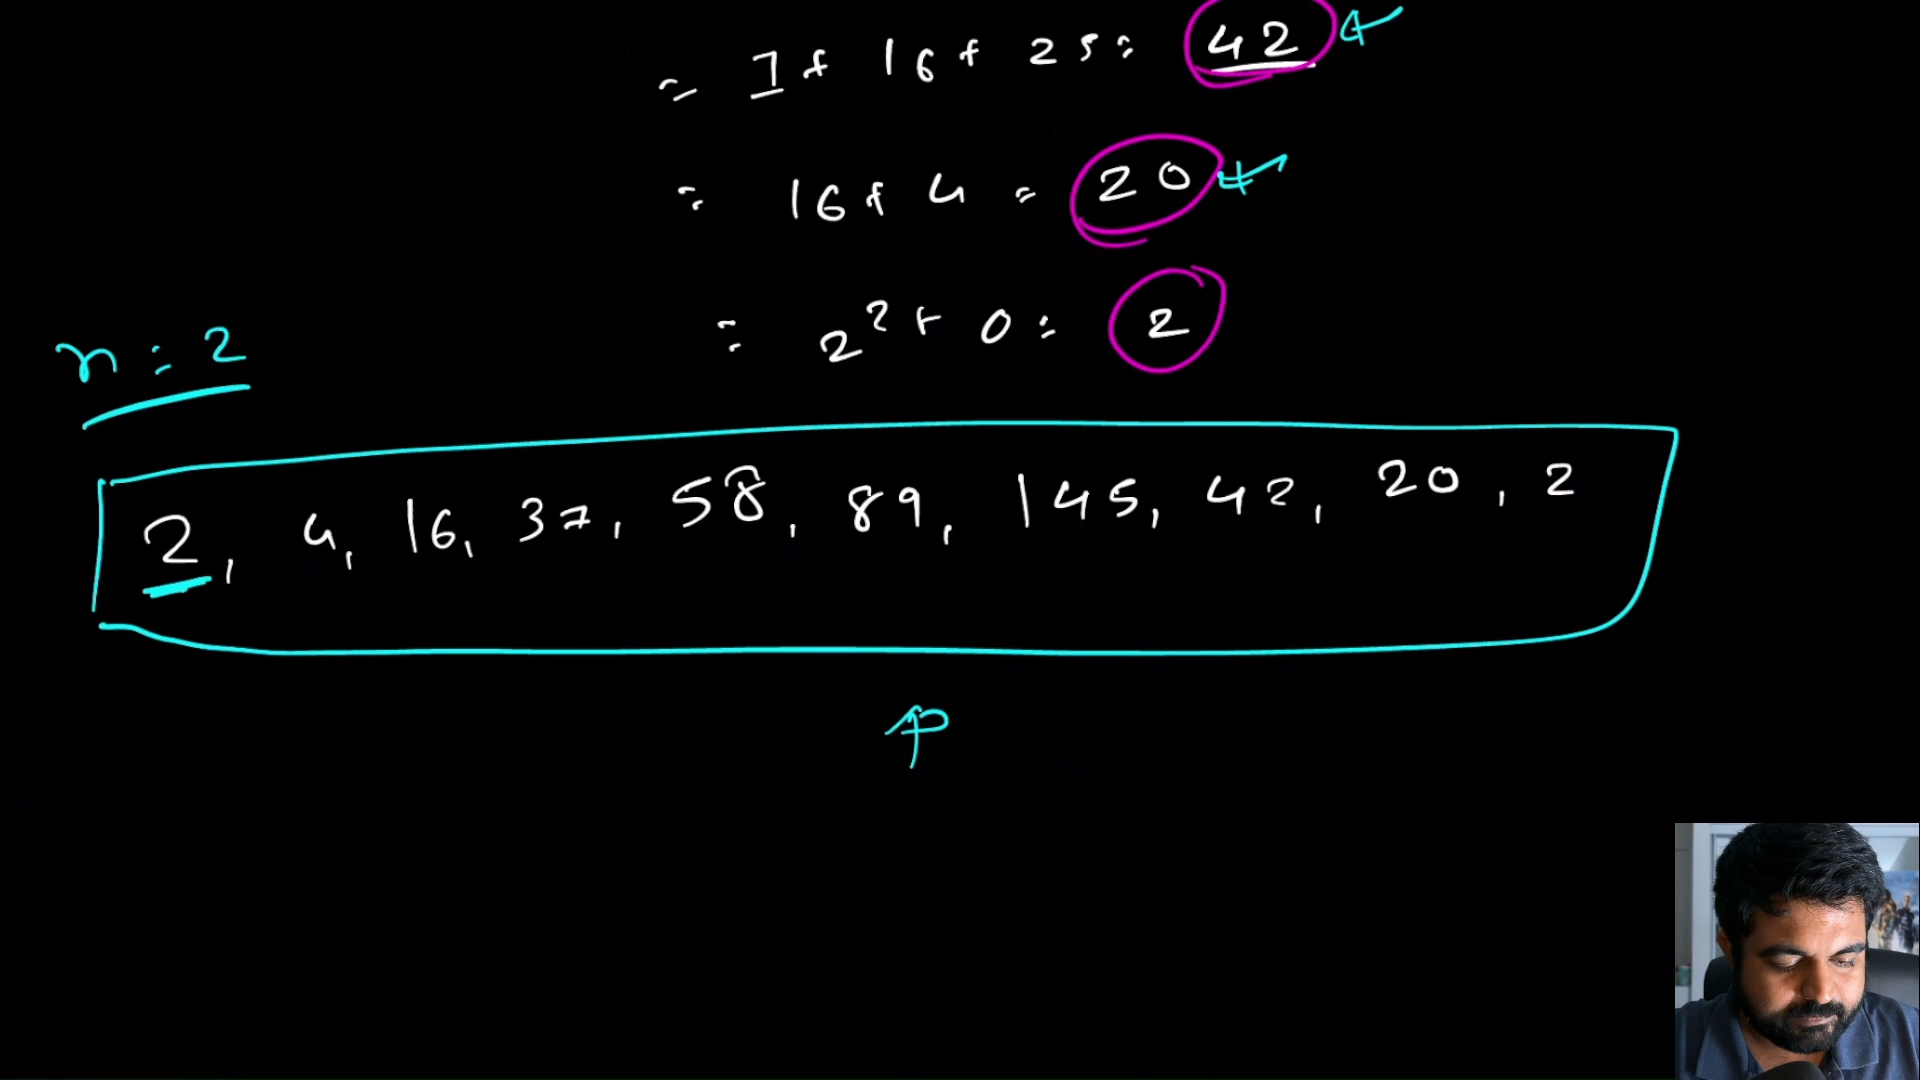 = 1 + 16 + 25 = 42
= 16 + 4 = 20
= 2² + 0 = 2
n = 2
2, 4, 16, 37, 58, 89, 145, 42, 20, 2